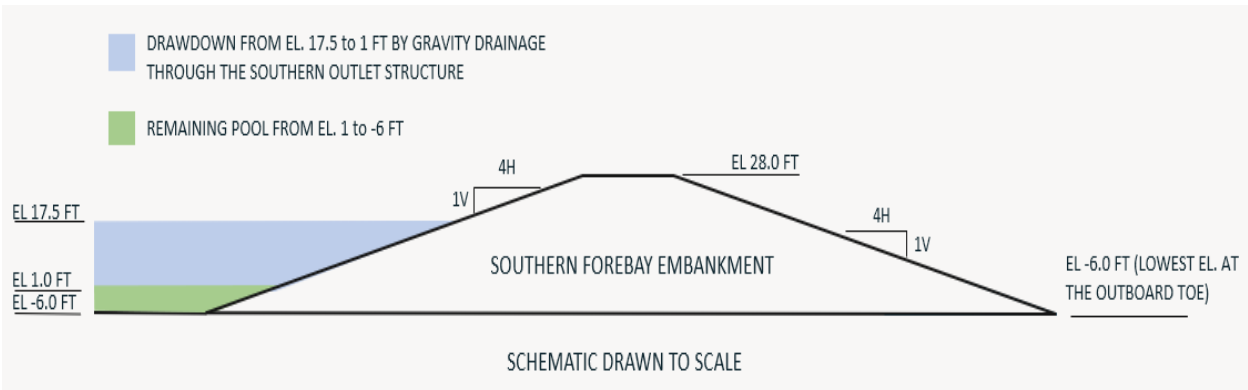 DRAWDOWN FROM EL. 17.5 to 1 FT BY GRAVITY DRAINAGE
THROUGH THE SOUTHERN OUTLET STRUCTURE
REMAINING POOL FROM EL. 1 to -6 FT
4H
1V
EL 28.0 FT
EL 17.5 FT
4H
1V
SOUTHERN FOREBAY EMBANKMENT
EL 1.0 FT
EL -6.0 FT
EL -6.0 FT (LOWEST EL. AT
THE OUTBOARD TOE)
SCHEMATIC DRAWN TO SCALE